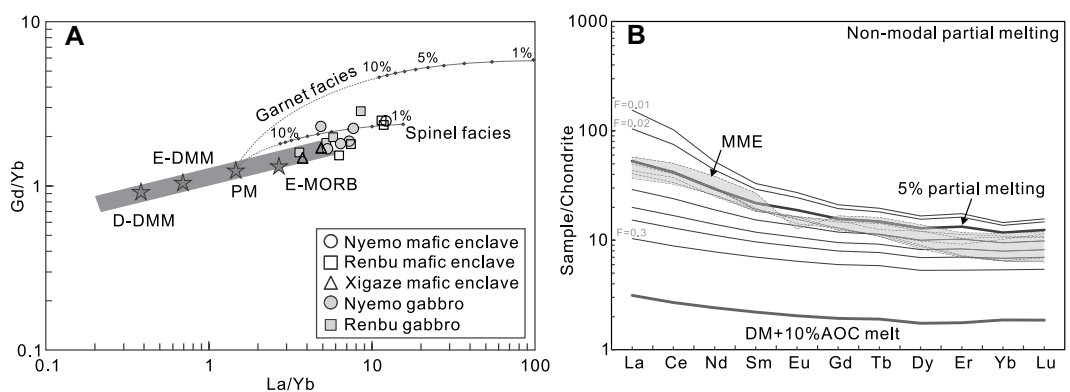 A
10
1
0.1
Gd/Yb
0.1
1
10
100
La/Yb
Garnet facies
10%
5%
1%
10%
1%
Spinel facies
E-DMM
PM
E-MORB
D-DMM
Nyemo mafic enclave
Renbu mafic enclave
Xigaze mafic enclave
Nyemo gabbro
Renbu gabbro
B
Non-modal partial melting
1000
100
10
1
Sample/Chondrite
F=0.01
F=0.02
MME
5% partial melting
F=0.3
DM+10%AOC melt
La Ce Nd Sm Eu Gd Tb Dy Er Yb Lu